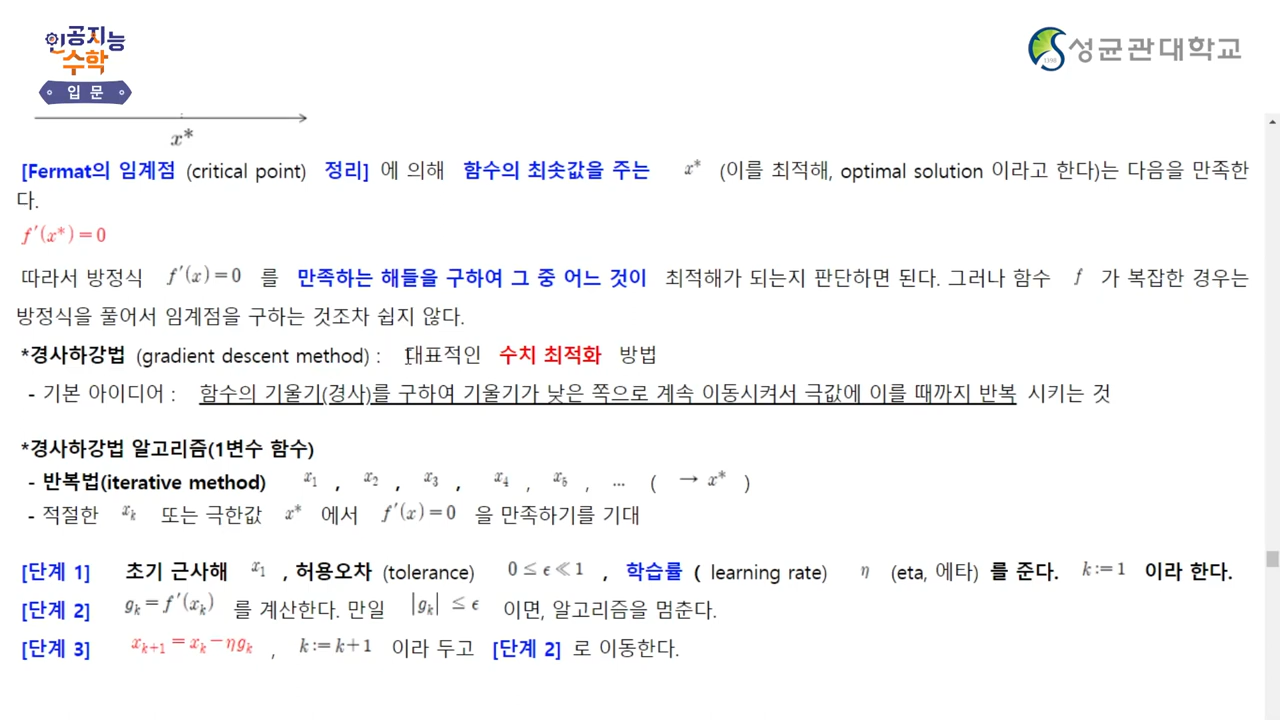 인공지능
수학
입문
1398
성균관대학교
x*
[Fermat의 임계점 (critical point) 정리] 에 의해 함수의 최솟값을 주는 x* (이를 최적해, optimal solution 이라고 한다)는 다음을 만족한
다.
f′(x*)=0
따라서 방정식 f′(x)=0 를 만족하는 해들을 구하여 그 중 어느 것이 최적해가 되는지 판단하면 된다. 그러나 함수 f 가 복잡한 경우는
방정식을 풀어서 임계점을 구하는 것조차 쉽지 않다.
*경사하강법 (gradient descent method) : 대표적인 수치 최적화 방법
- 기본 아이디어 : 함수의 기울기(경사)를 구하여 기울기가 낮은 쪽으로 계속 이동시켜서 극값에 이를 때까지 반복 시키는 것
*경사하강법 알고리즘(1변수 함수)
- 반복법(iterative method) x₁ , x₂ , x₃ , x₄ , x₅ , ... ( → x* )
- 적절한 xₖ 또는 극한값 x* 에서 f′(x)=0 을 만족하기를 기대
[단계 1] 초기 근사해 x₁ , 허용오차 (tolerance) 0≤ϵ≪1 , 학습률 ( learning rate) η (eta, 에타) 를 준다. k:=1 이라 한다.
[단계 2] gₖ=f′(xₖ) 를 계산한다. 만일 |gₖ| ≤ϵ 이면, 알고리즘을 멈춘다.
[단계 3] xₖ₊₁=xₖ−ηgₖ , k:=k+1 이라 두고 [단계 2] 로 이동한다.